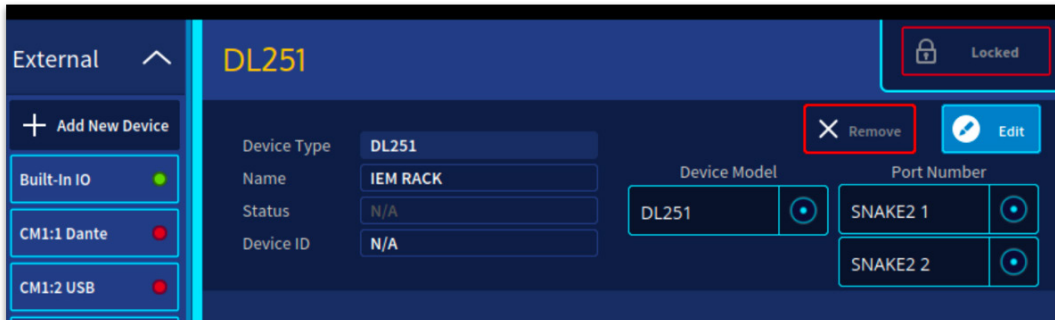 External
DL251
Locked
Add New Device
Remove
Edit
Device Type DL251
Name IEM RACK
Status N/A
Device ID N/A
Device Model
DL251
Port Number
SNAKE2 1
SNAKE2 2
Built-In IO
CM1:1 Dante
CM1:2 USB